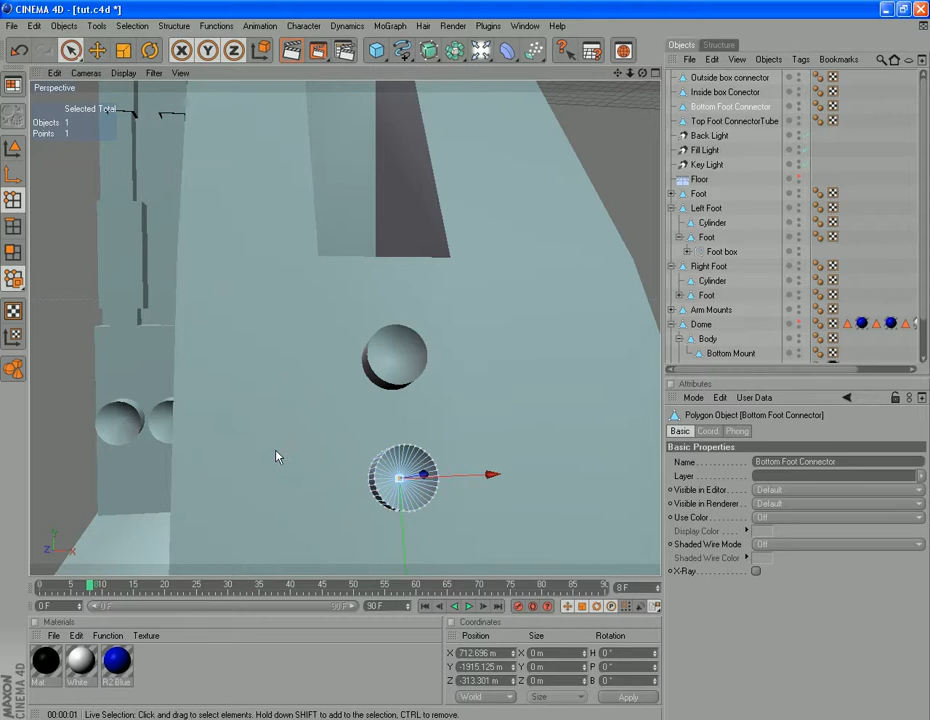 CINEMA 4D - [tut.c4d *]
File Edit Objects Tools Selection Structure Functions Animation Character Dynamics MoGraph Hair Render Plugins Window Help
X Y Z
Objects Structure
File Edit View Objects Tags Bookmarks
Edit Cameras Display Filter View
Perspective
Selected Total
Objects 1
Points 1
Outside box connector
Inside box Conector
Bottom Foot Connector
Top Foot ConnectorTube
Back Light
Fill Light
Key Light
Floor
Foot
Left Foot
Cylinder
Foot
Foot box
Right Foot
Cylinder
Foot
Arm Mounts
Dome
Body
Bottom Mount
Attributes
Mode Edit User Data
Polygon Object [Bottom Foot Connector]
Basic Coord. Phong
Basic Properties
Name Bottom Foot Connector
Layer
Visible in Editor Default
Visible in Renderer Default
Use Color Off
Display Color
Shaded Wire Mode Off
Shaded Wire Color
X-Ray
Y
Z X
0 5 10 15 20 25 30 35 40 45 50 55 60 65 70 75 80 85 90 8 F
0 F 0 F 90 F 90 F
Materials
File Edit Function Texture
Mat White R2 Blue
Coordinates
Position Size Rotation
X 712.696 m X 0 m H 0 °
Y -1915.125 m Y 0 m P 0 °
Z -313.301 m Z 0 m B 0 °
World Size Apply
MAXON CINEMA 4D
00:00:01 Live Selection: Click and drag to select elements. Hold down SHIFT to add to the selection, CTRL to remove.